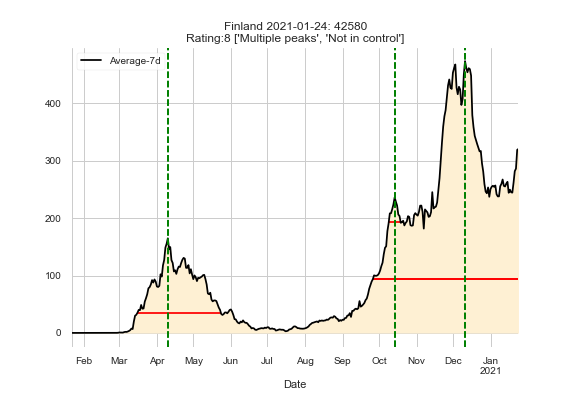 Finland 2021-01-24: 42580
Rating:8 ['Multiple peaks', 'Not in control']
Average-7d
400
300
200
100
0
Feb Mar Apr May Jun Jul Aug Sep Oct Nov Dec Jan
2021
Date